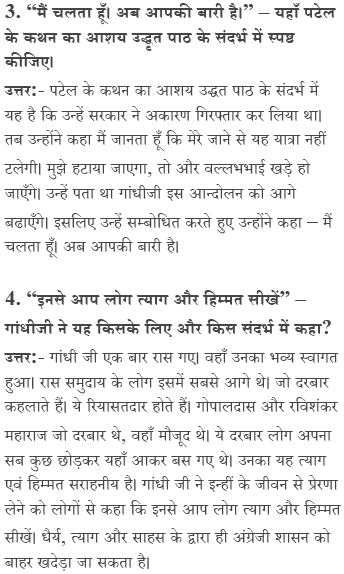 3. “मैं चलता हूँ। अब आपकी बारी है।” – यहाँ पटेल
के कथन का आशय उद्धृत पाठ के संदर्भ में स्पष्ट
कीजिए।
उत्तर:- पटेल के कथन का आशय उद्धत पाठ के संदर्भ में
यह है कि उन्हें सरकार ने अकारण गिरफ्तार कर लिया था।
तब उन्होंने कहा मैं जानता हूँ कि मेरे जाने से यह यात्रा नहीं
टलेगी। मुझे हटाया जाएगा, तो और वल्लभभाई खड़े हो
जाएँगे। उन्हें पता था गांधीजी इस आन्दोलन को आगे
बढाएँगे। इसलिए उन्हें सम्बोधित करते हुए उन्होंने कहा – मैं
चलता हूँ। अब आपकी बारी है।
4. “इनसे आप लोग त्याग और हिम्मत सीखें” –
गांधीजी ने यह किसके लिए और किस संदर्भ में कहा?
उत्तर:- गांधी जी एक बार रास गए। वहाँ उनका भव्य स्वागत
हुआ। रास समुदाय के लोग इसमें सबसे आगे थे। जो दरबार
कहलाते हैं। ये रियासतदार होते हैं। गोपालदास और रविशंकर
महाराज जो दरबार थे, वहाँ मौजूद थे। ये दरबार लोग अपना
सब कुछ छोड़कर यहाँ आकर बस गए थे। उनका यह त्याग
एवं हिम्मत सराहनीय है। गांधी जी ने इन्हीं के जीवन से प्रेरणा
लेने को लोगों से कहा कि इनसे आप लोग त्याग और हिम्मत
सीखें। धैर्य, त्याग और साहस के द्वारा ही अंग्रेजी शासन को
बाहर खदेड़ा जा सकता है।